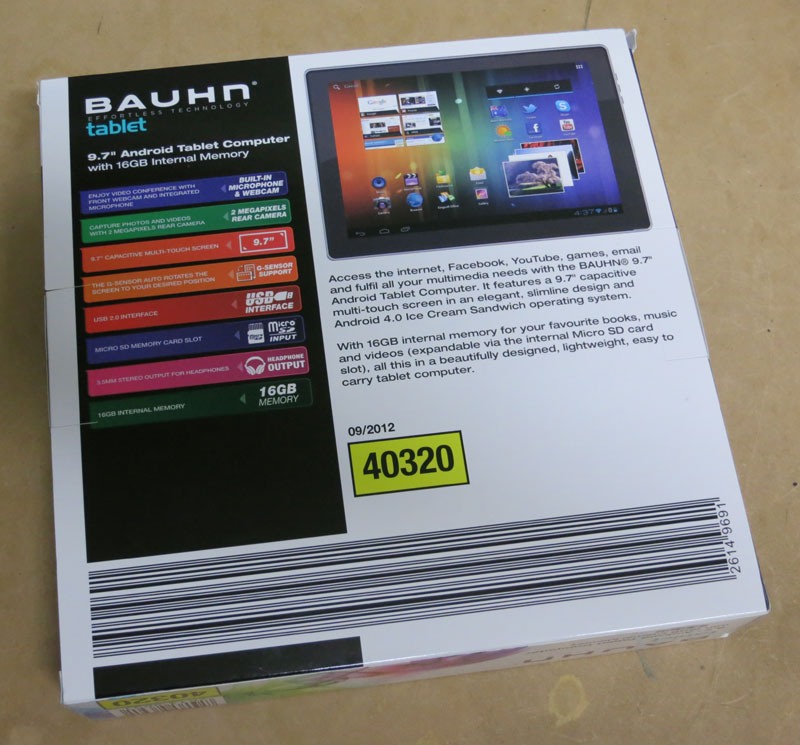 BAUHn®
EFFORTLESS TECHNOLOGY
tablet
9.7" Android Tablet Computer
with 16GB Internal Memory
ENJOY VIDEO CONFERENCE WITH
FRONT WEBCAM AND INTEGRATED
MICROPHONE
BUILT-IN
MICROPHONE
& WEBCAM
CAPTURE PHOTOS AND VIDEOS
WITH 2 MEGAPIXELS REAR CAMERA
2 MEGAPIXELS
REAR CAMERA
9.7" CAPACITIVE MULTI-TOUCH SCREEN
9.7"
THE G-SENSOR AUTO ROTATES THE
SCREEN TO YOUR DESIRED POSITION
G-SENSOR
SUPPORT
USB 2.0 INTERFACE
USB
INTERFACE
MICRO SD MEMORY CARD SLOT
micro
SD
INPUT
3.5MM STEREO OUTPUT FOR HEADPHONES
HEADPHONE
OUTPUT
16GB INTERNAL MEMORY
16GB
MEMORY
Google
4:37
Access the internet, Facebook, YouTube, games, email
and fulfil all your multimedia needs with the BAUHN® 9.7"
Android Tablet Computer. It features a 9.7" capacitive
multi-touch screen in an elegant, slimline design and
Android 4.0 Ice Cream Sandwich operating system.
With 16GB internal memory for your favourite books, music
and videos (expandable via the internal Micro SD card
slot), all this in a beautifully designed, lightweight, easy to
carry tablet computer.
09/2012
40320
2614 9691
BAUHn
40320